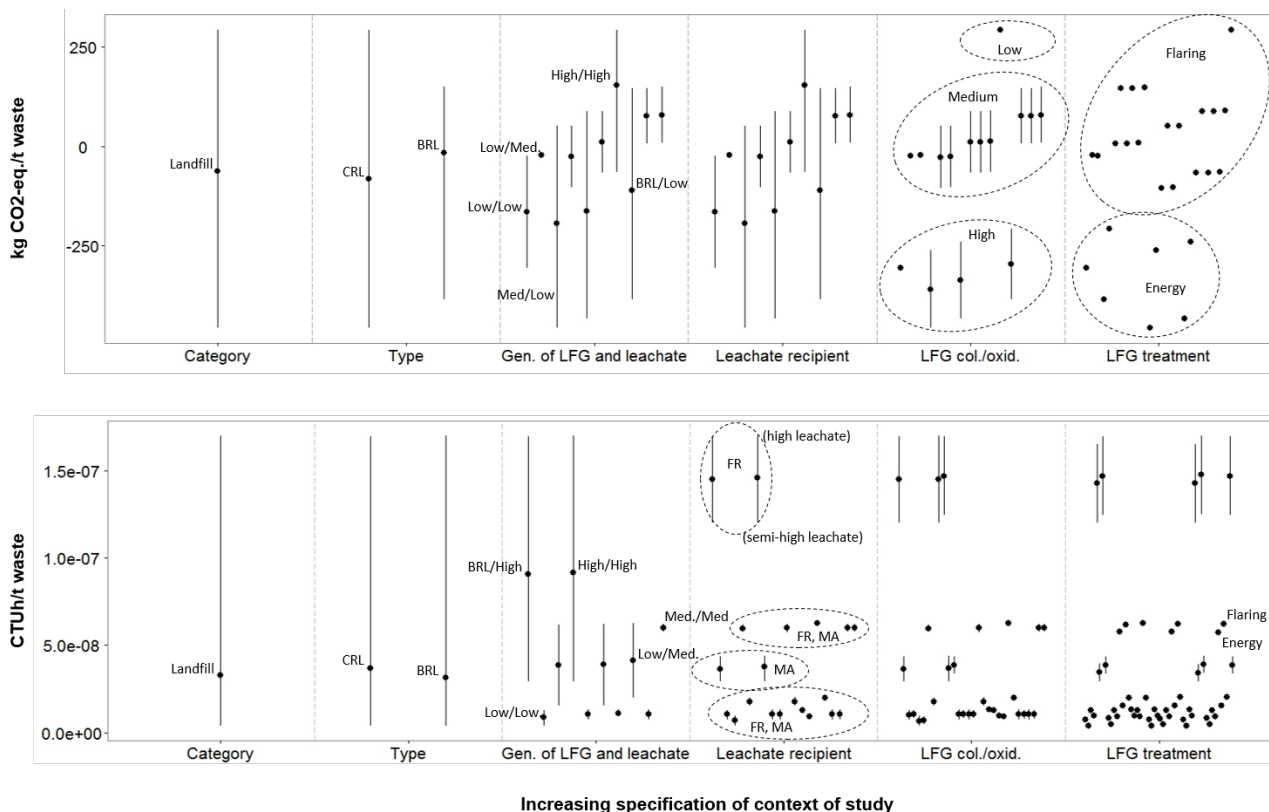 250
0
-250
kg CO2-eq./t waste
Landfill
CRL
BRL
High/High
Low/Med.
Low/Low
BRL/Low
Med/Low
Low
Medium
High
Flaring
Energy
Category
Type
Gen. of LFG and leachate
Leachate recipient
LFG col./oxid.
LFG treatment
1.5e-07
1.0e-07
5.0e-08
0.0e+00
CTUh/t waste
Landfill
CRL
BRL
BRL/High
High/High
Med./Med
Low/Med.
Low/Low
(high leachate)
FR
(semi-high leachate)
FR, MA
MA
FR, MA
Flaring
Energy
Category
Type
Gen. of LFG and leachate
Leachate recipient
LFG col./oxid.
LFG treatment
Increasing specification of context of study